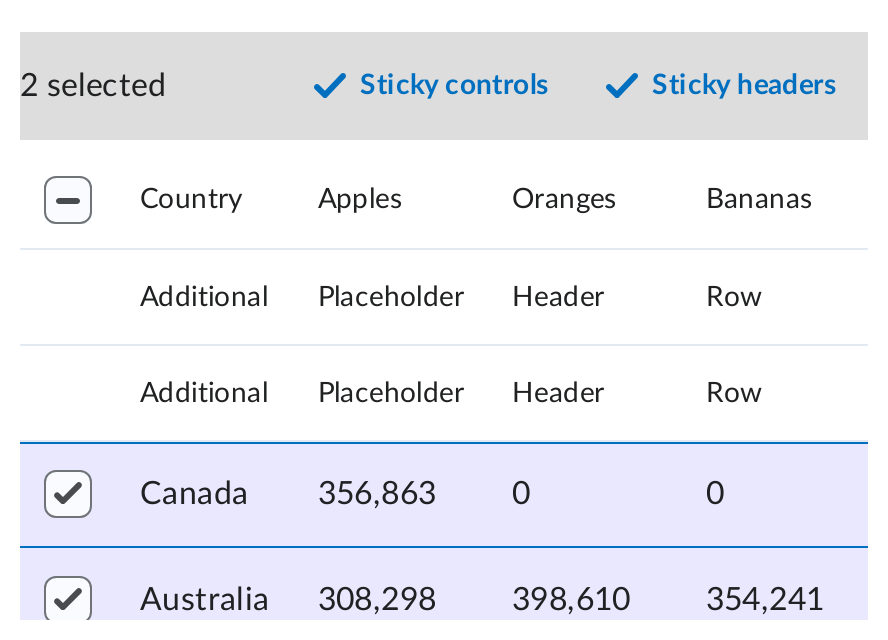 2 selected Sticky controls Sticky headers
Country Apples Oranges Bananas
Additional Placeholder Header Row
Additional Placeholder Header Row
Canada 356,863 0 0
Australia 308,298 398,610 354,241